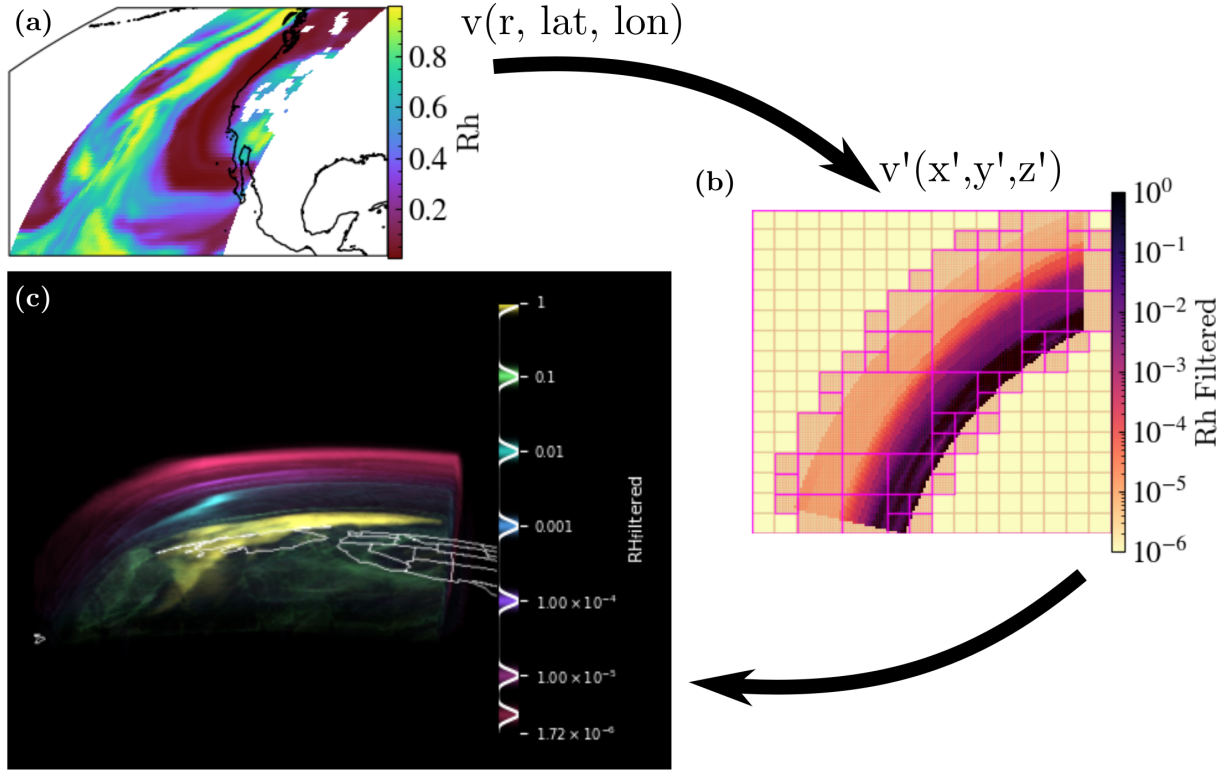 (a)
v(r, lat, lon)
0.8
0.6
0.4
0.2
Rh
v'(x',y',z')
(b)
10⁰
10⁻¹
10⁻²
10⁻³
10⁻⁴
10⁻⁵
10⁻⁶
Rh Filtered
(c)
1
0.1
0.01
0.001
1.00 × 10⁻⁴
1.00 × 10⁻⁵
1.72 × 10⁻⁶
RHfiltered